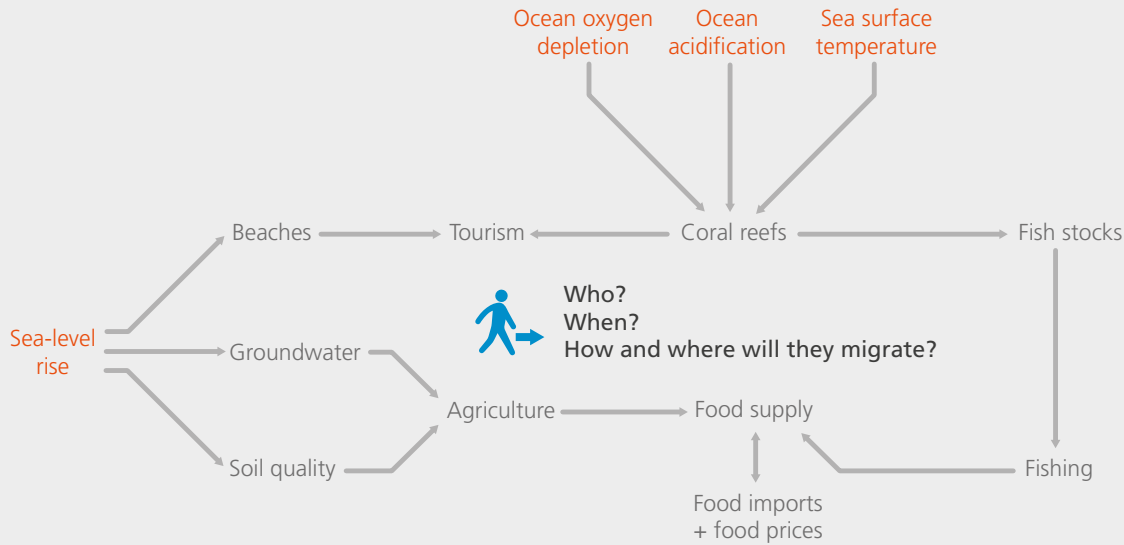 Ocean oxygen
depletion
Ocean
acidification
Sea surface
temperature
Beaches
Tourism
Coral reefs
Fish stocks
Who?
When?
How and where will they migrate?
Sea-level
rise
Groundwater
Agriculture
Food supply
Soil quality
Fishing
Food imports
+ food prices